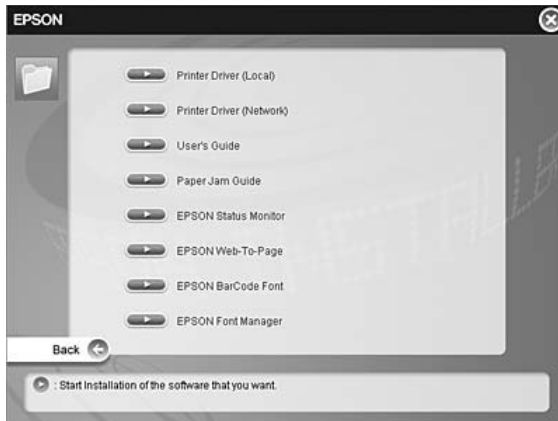 EPSON
Printer Driver (Local)
Printer Driver (Network)
User's Guide
Paper Jam Guide
EPSON Status Monitor
EPSON Web-To-Page
EPSON BarCode Font
EPSON Font Manager
Back
: Start Installation of the software that you want.